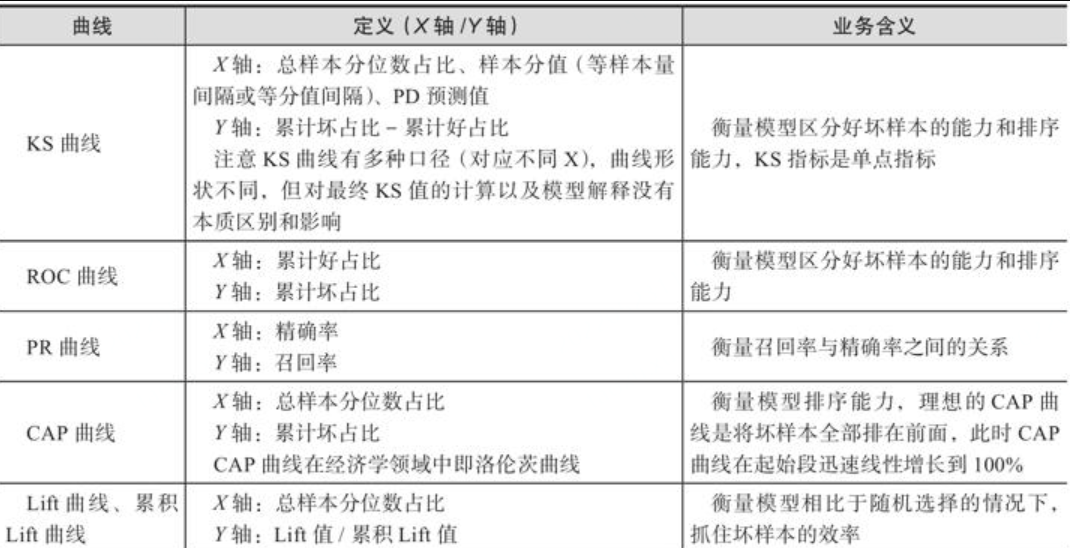 曲线 定义（X 轴 /Y 轴） 业务含义
KS 曲线
X 轴：总样本分位数占比、样本分值（等样本量
间隔或等分值间隔）、PD 预测值
Y 轴：累计坏占比 – 累计好占比
注意 KS 曲线有多种口径（对应不同 X），曲线形
状不同，但对最终 KS 值的计算以及模型解释没有
本质区别和影响
衡量模型区分好坏样本的能力和排序
能力，KS 指标是单点指标
ROC 曲线
X 轴：累计好占比
Y 轴：累计坏占比
衡量模型区分好坏样本的能力和排序
能力
PR 曲线
X 轴：精确率
Y 轴：召回率
衡量召回率与精确率之间的关系
CAP 曲线
X 轴：总样本分位数占比
Y 轴：累计坏占比
CAP 曲线在经济学领域中即洛伦茨曲线
衡量模型排序能力，理想的 CAP 曲
线是将坏样本全部排在前面，此时 CAP
曲线在起始段迅速线性增长到 100%
Lift 曲线、累积
Lift 曲线
X 轴：总样本分位数占比
Y 轴：Lift 值 / 累积 Lift 值
衡量模型相比于随机选择的情况下，
抓住坏样本的效率